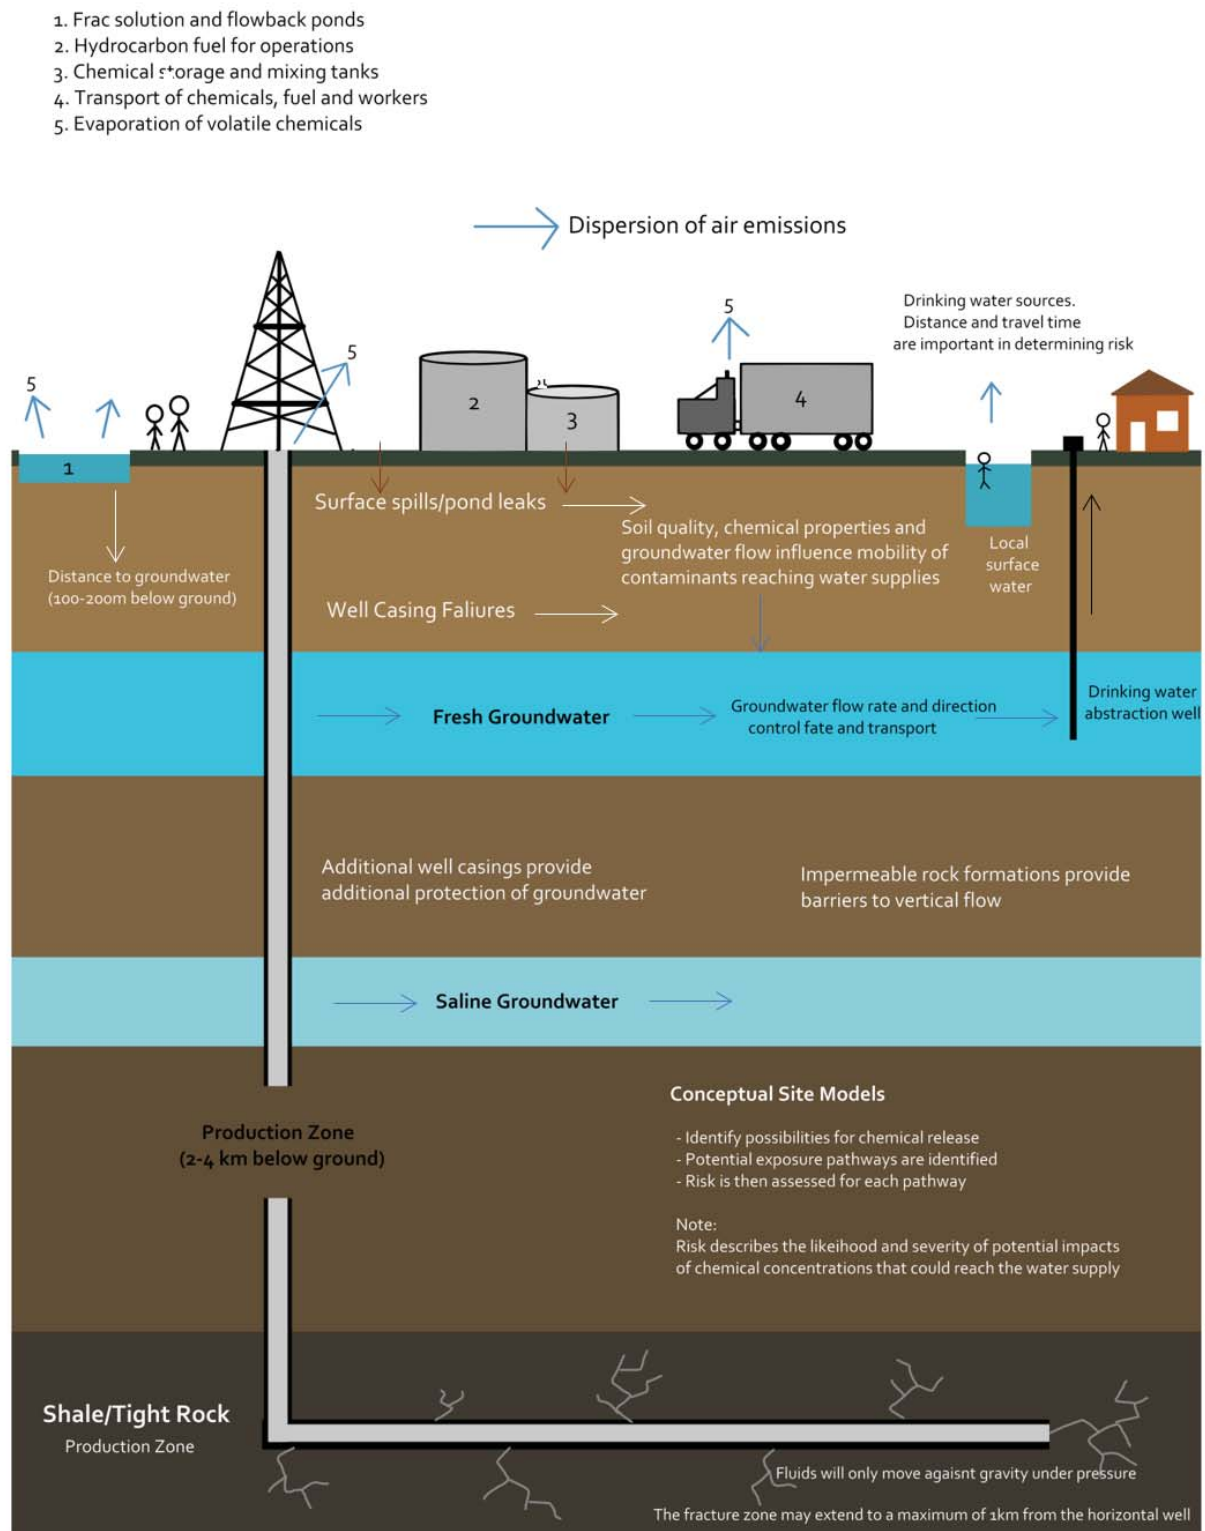 1. Frac solution and flowback ponds
2. Hydrocarbon fuel for operations
3. Chemical storage and mixing tanks
4. Transport of chemicals, fuel and workers
5. Evaporation of volatile chemicals
Dispersion of air emissions
Drinking water sources.
Distance and travel time
are important in determining risk
5
5
5
1
2
3
4
Surface spills/pond leaks
Soil quality, chemical properties and
groundwater flow influence mobility of
contaminants reaching water supplies
Local
surface
water
Distance to groundwater
(100-200m below ground)
Well Casing Faliures
Fresh Groundwater
Groundwater flow rate and direction
control fate and transport
Drinking water
abstraction well
Additional well casings provide
additional protection of groundwater
Impermeable rock formations provide
barriers to vertical flow
Saline Groundwater
Production Zone
(2-4 km below ground)
Conceptual Site Models
- Identify possibilities for chemical release
- Potential exposure pathways are identified
- Risk is then assessed for each pathway
Note:
Risk describes the likeihood and severity of potential impacts
of chemical concentrations that could reach the water supply
Shale/Tight Rock
Production Zone
Fluids will only move agaisnt gravity under pressure
The fracture zone may extend to a maximum of 1km from the horizontal well